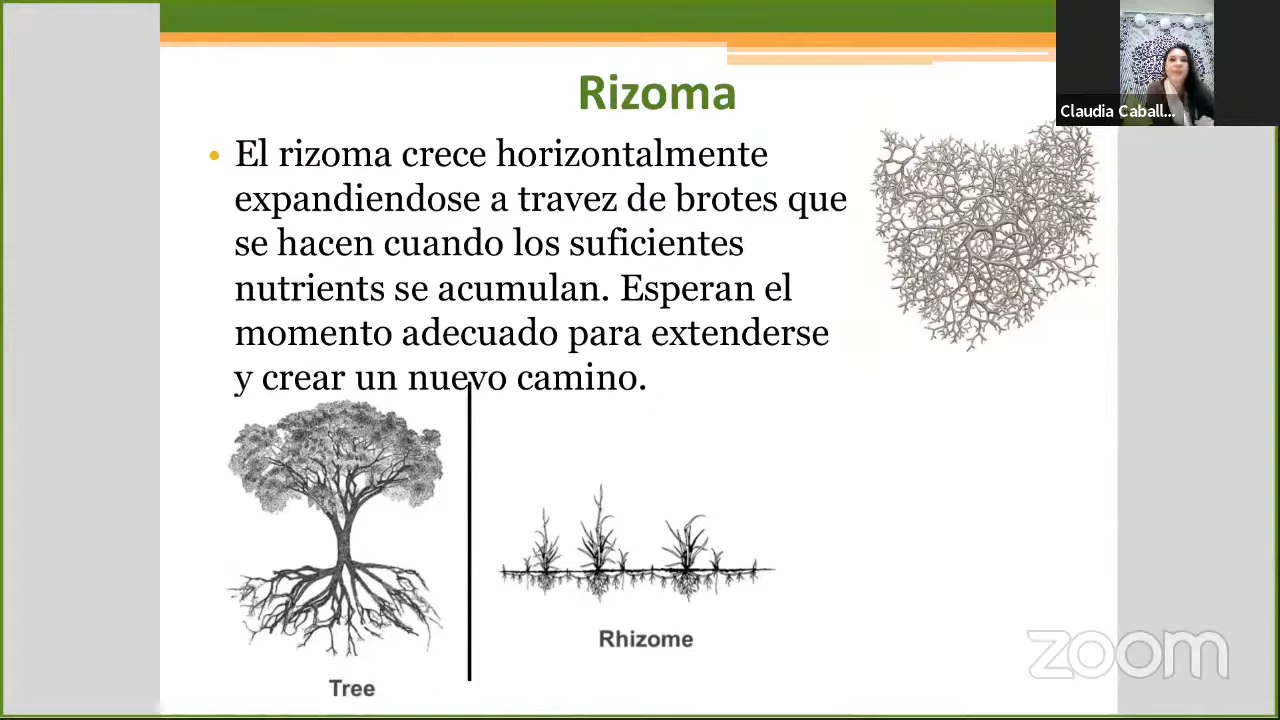 Rizoma
Claudia Caball...
• El rizoma crece horizontalmente
expandiendose a travez de brotes que
se hacen cuando los suficientes
nutrients se acumulan. Esperan el
momento adecuado para extenderse
y crear un nuevo camino.
Rhizome
Tree
zoom